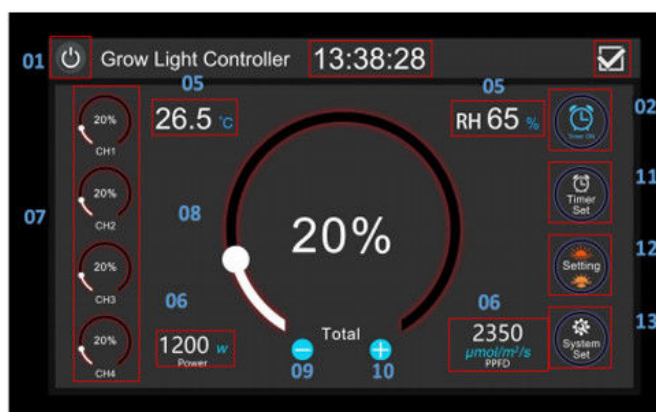 01
Grow Light Controller
13:38:28
05
05
02
26.5 °C
RH 65 %
Timer ON
20%
CH1
11
Timer
Set
20%
CH2
07
08
20%
12
Setting
20%
CH3
06
06
13
System
Set
20%
CH4
1200 w
Power
Total
2350
μmol/m²/s
PPFD
09
10